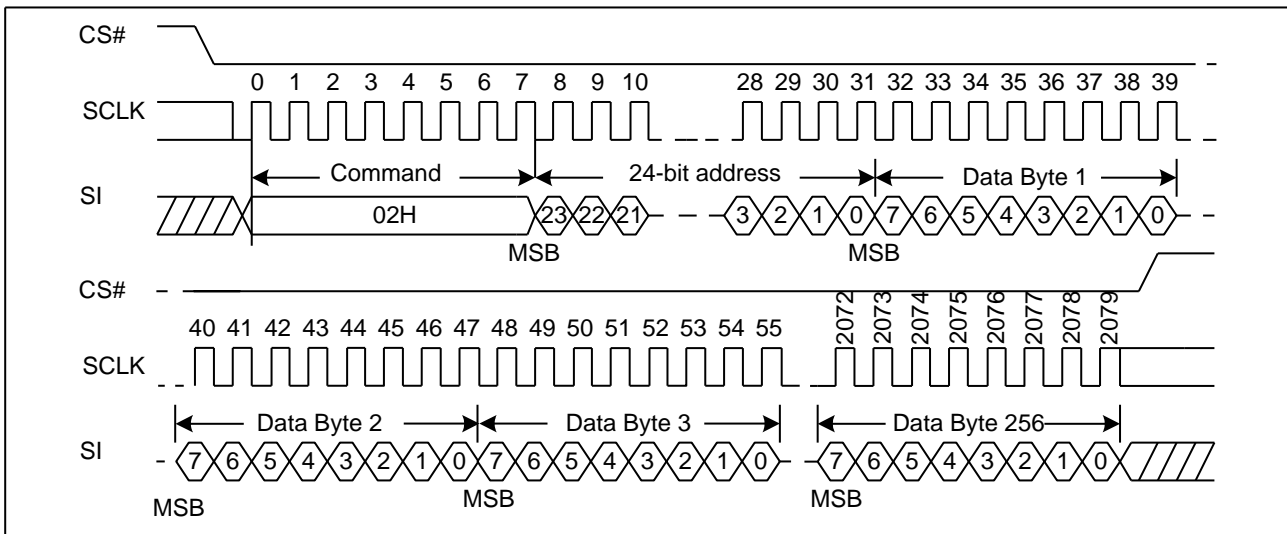 CS#
0 1 2 3 4 5 6 7 8 9 10 28 29 30 31 32 33 34 35 36 37 38 39
SCLK
Command 24-bit address Data Byte 1
SI
02H 23 22 21 3 2 1 0 7 6 5 4 3 2 1 0
MSB MSB
CS#
40 41 42 43 44 45 46 47 48 49 50 51 52 53 54 55 2072 2073 2074 2075 2076 2077 2078 2079
SCLK
Data Byte 2 Data Byte 3 Data Byte 256
SI
7 6 5 4 3 2 1 0 7 6 5 4 3 2 1 0 7 6 5 4 3 2 1 0
MSB MSB MSB